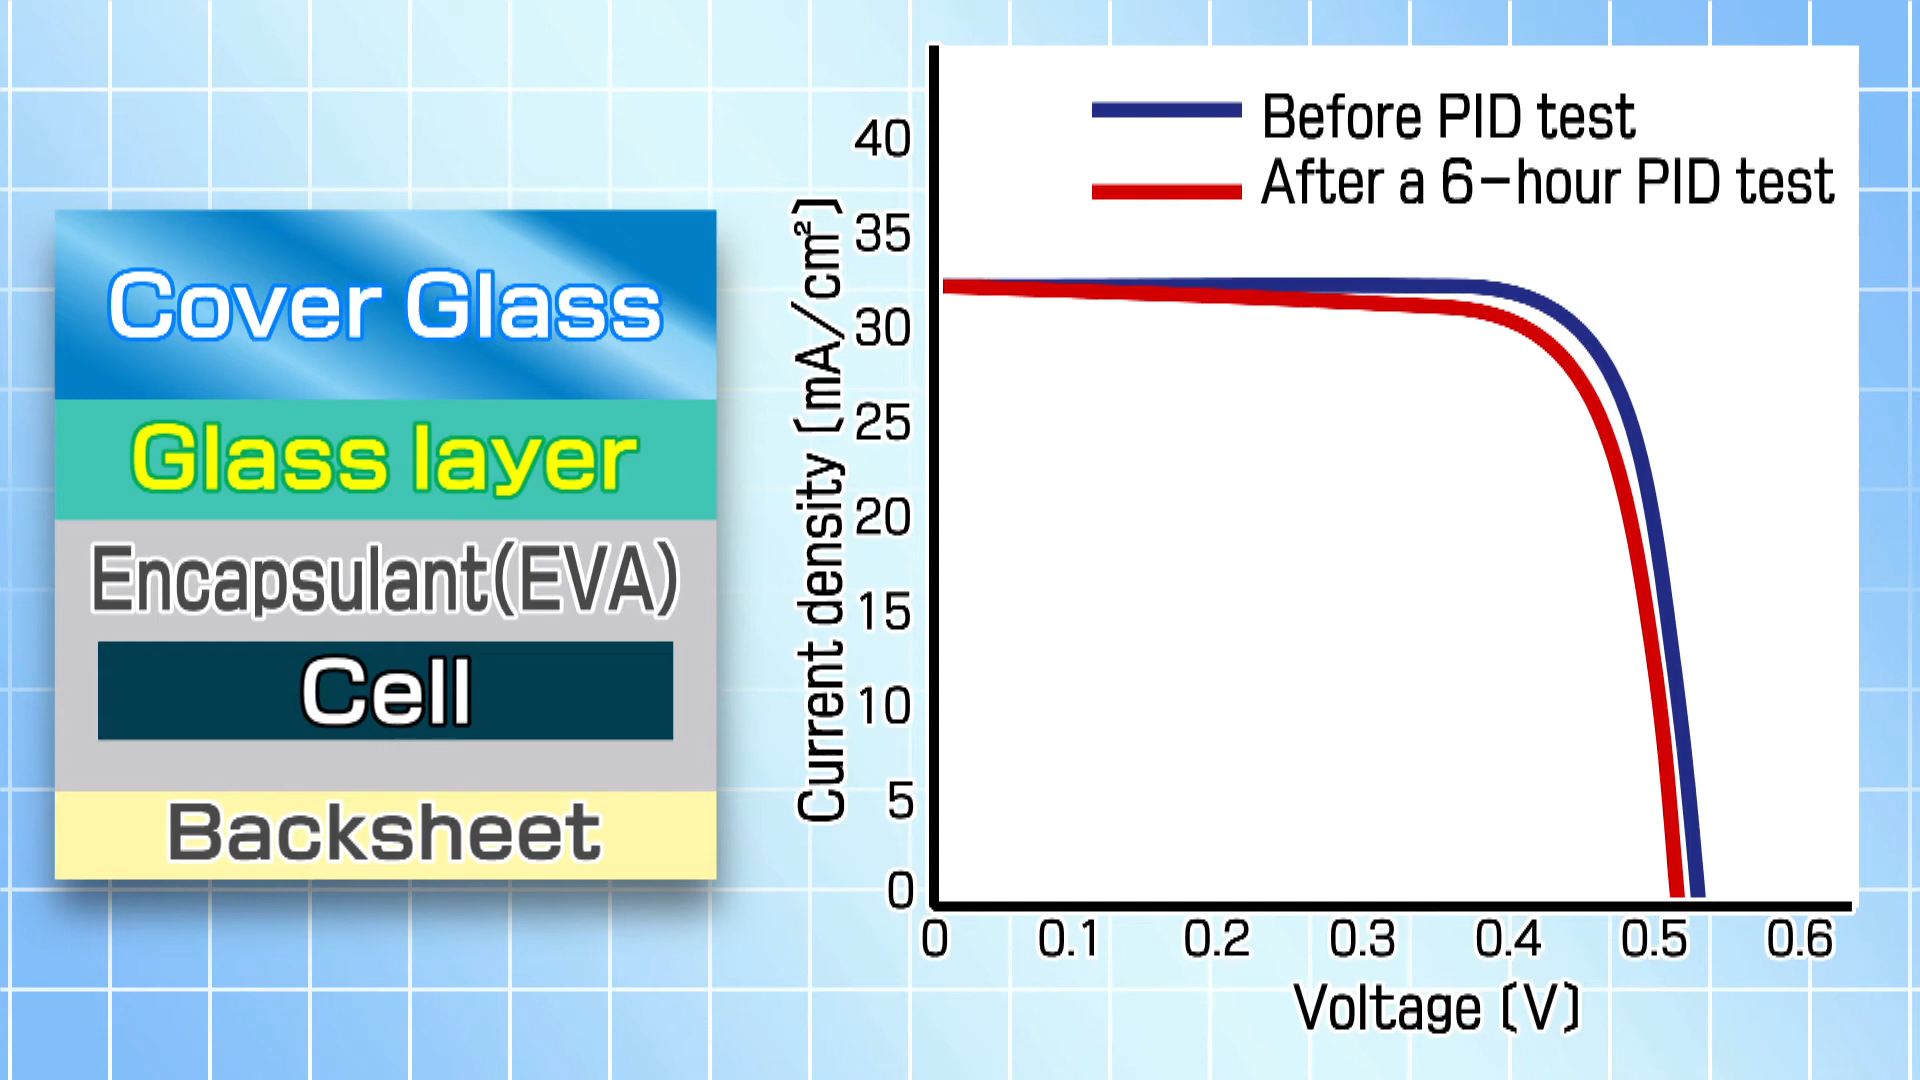 Cover Glass
Glass layer
Encapsulant(EVA)
Cell
Backsheet
Before PID test
After a 6-hour PID test
Current density (mA/cm²)
40
35
30
25
20
15
10
5
0
0 0.1 0.2 0.3 0.4 0.5 0.6
Voltage (V)